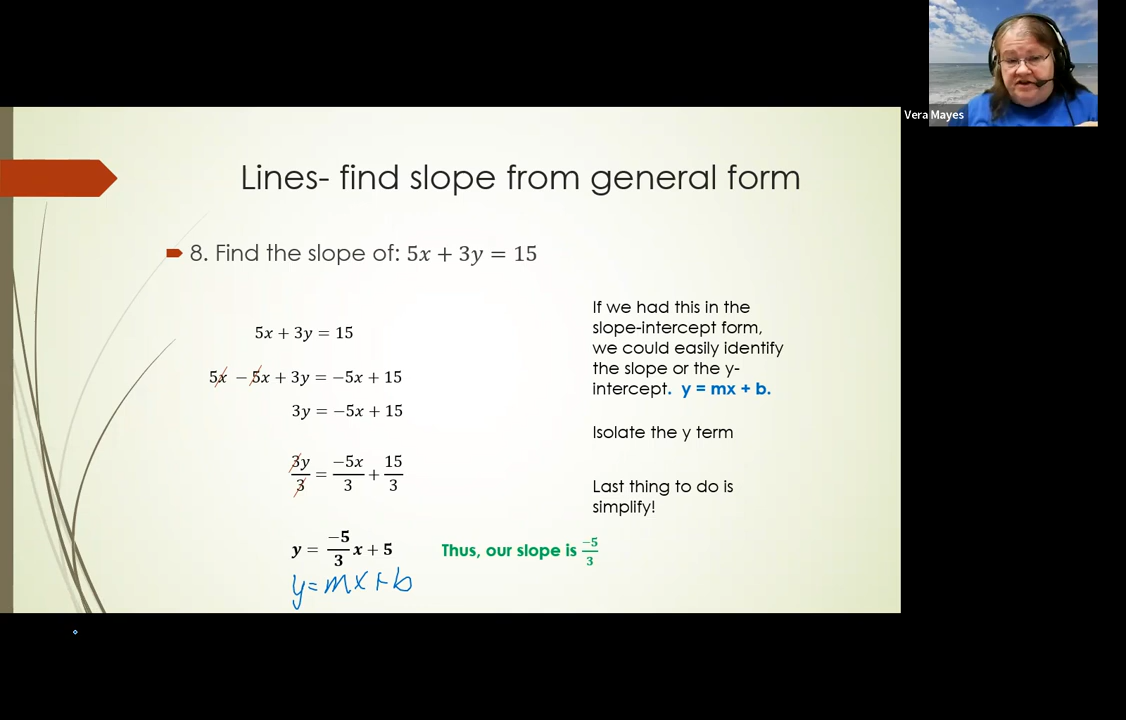 Vera Mayes
Lines- find slope from general form
8. Find the slope of: 5x + 3y = 15
5x + 3y = 15
5x − 5x + 3y = −5x + 15
3y = −5x + 15
3y/3 = −5x/3 + 15/3
y = −5/3 x + 5
y = mx + b
If we had this in the
slope-intercept form,
we could easily identify
the slope or the y-
intercept. y = mx + b.
Isolate the y term
Last thing to do is
simplify!
Thus, our slope is −5/3